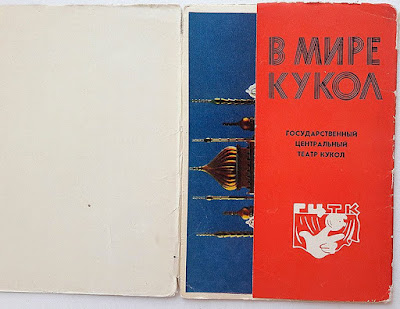 В МИРЕ
КУКОЛ
ГОСУДАРСТВЕННЫЙ
ЦЕНТРАЛЬНЫЙ
ТЕАТР КУКОЛ
ГЦТК